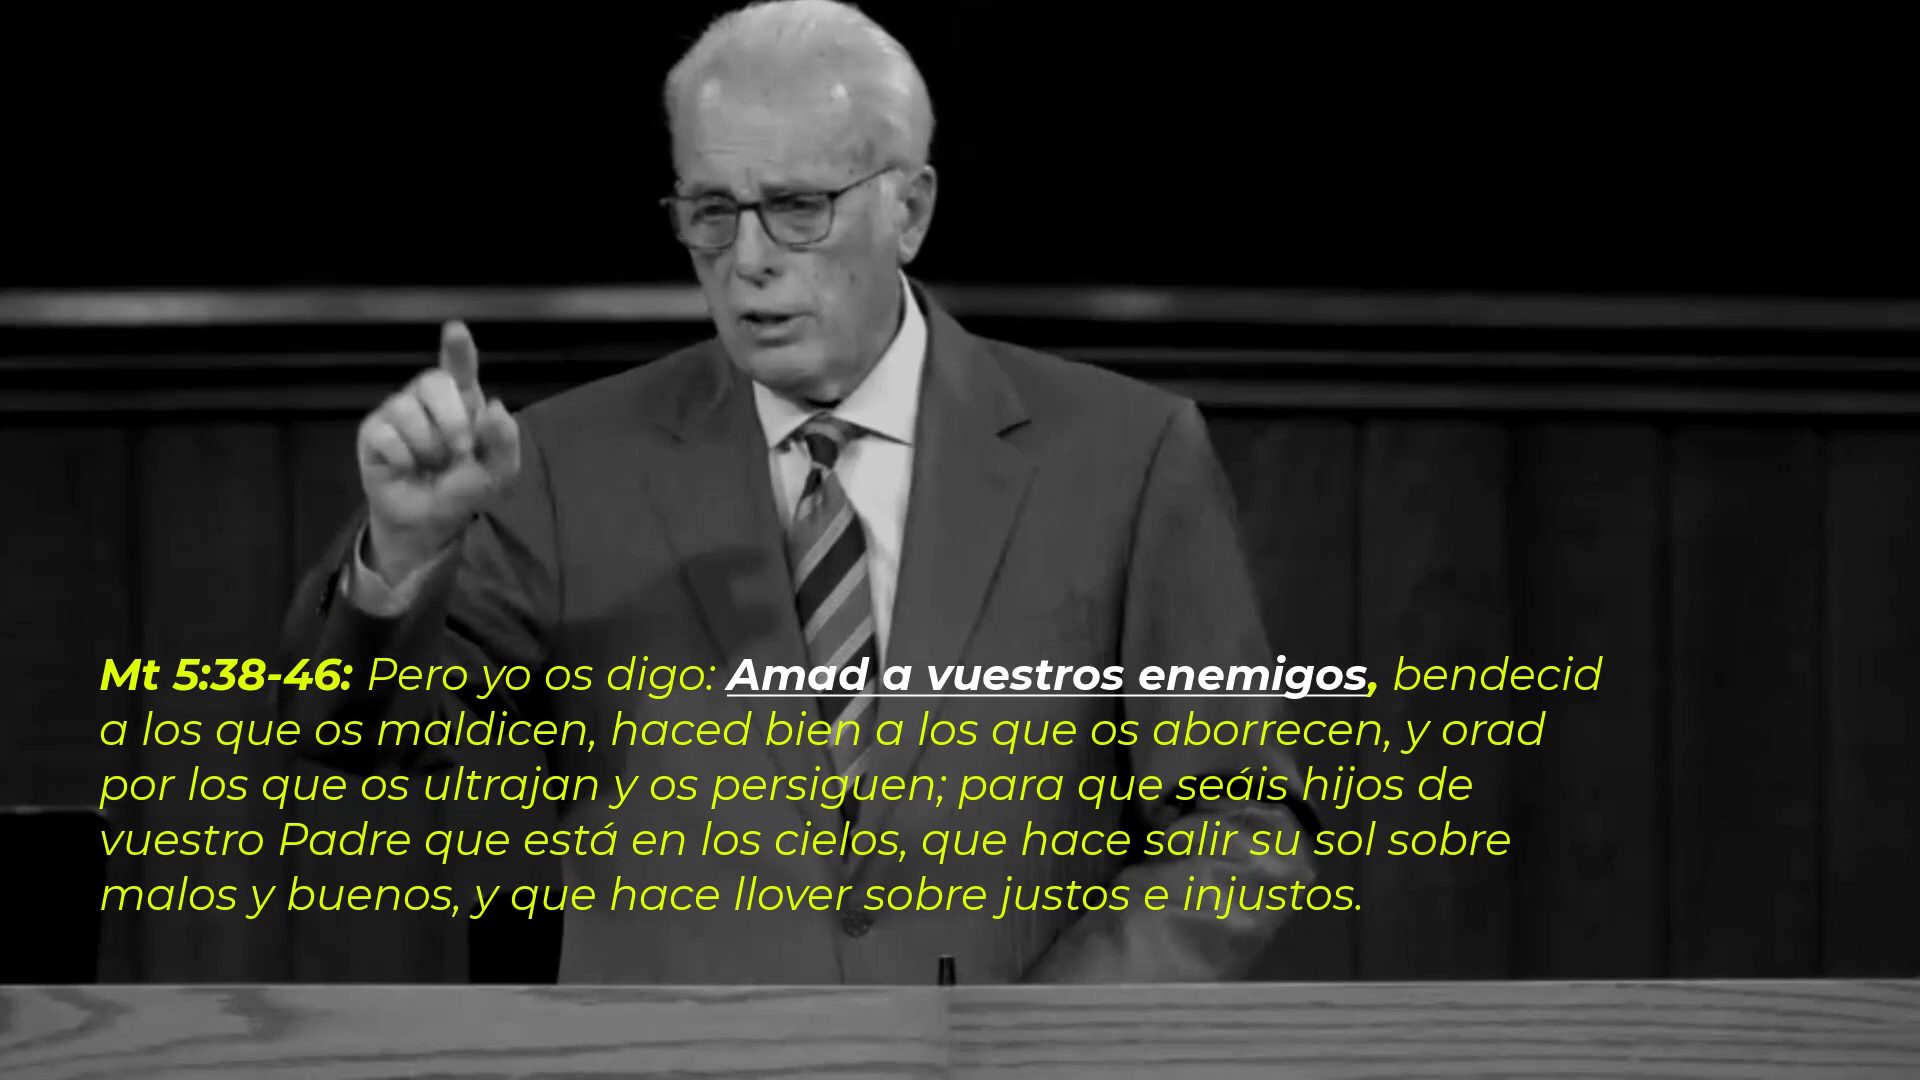 Mt 5:38-46: Pero yo os digo: Amad a vuestros enemigos, bendecid
a los que os maldicen, haced bien a los que os aborrecen, y orad
por los que os ultrajan y os persiguen; para que seáis hijos de
vuestro Padre que está en los cielos, que hace salir su sol sobre
malos y buenos, y que hace llover sobre justos e injustos.